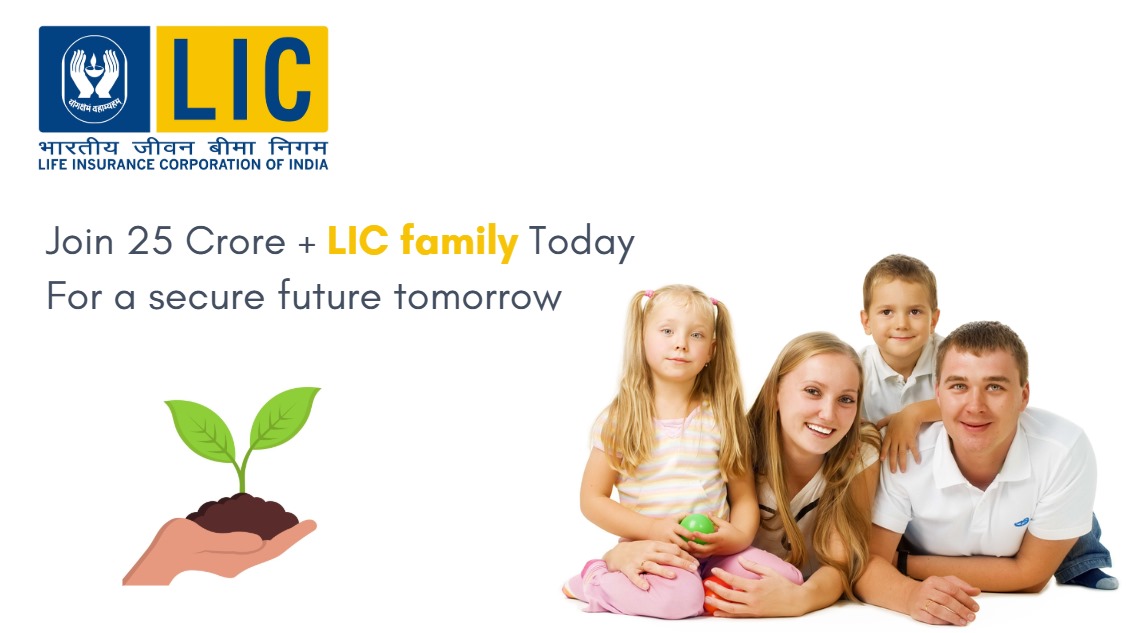 योगक्षेमं वहाम्यहम्
LIC
भारतीय जीवन बीमा निगम
LIFE INSURANCE CORPORATION OF INDIA
Join 25 Crore + LIC family Today
For a secure future tomorrow